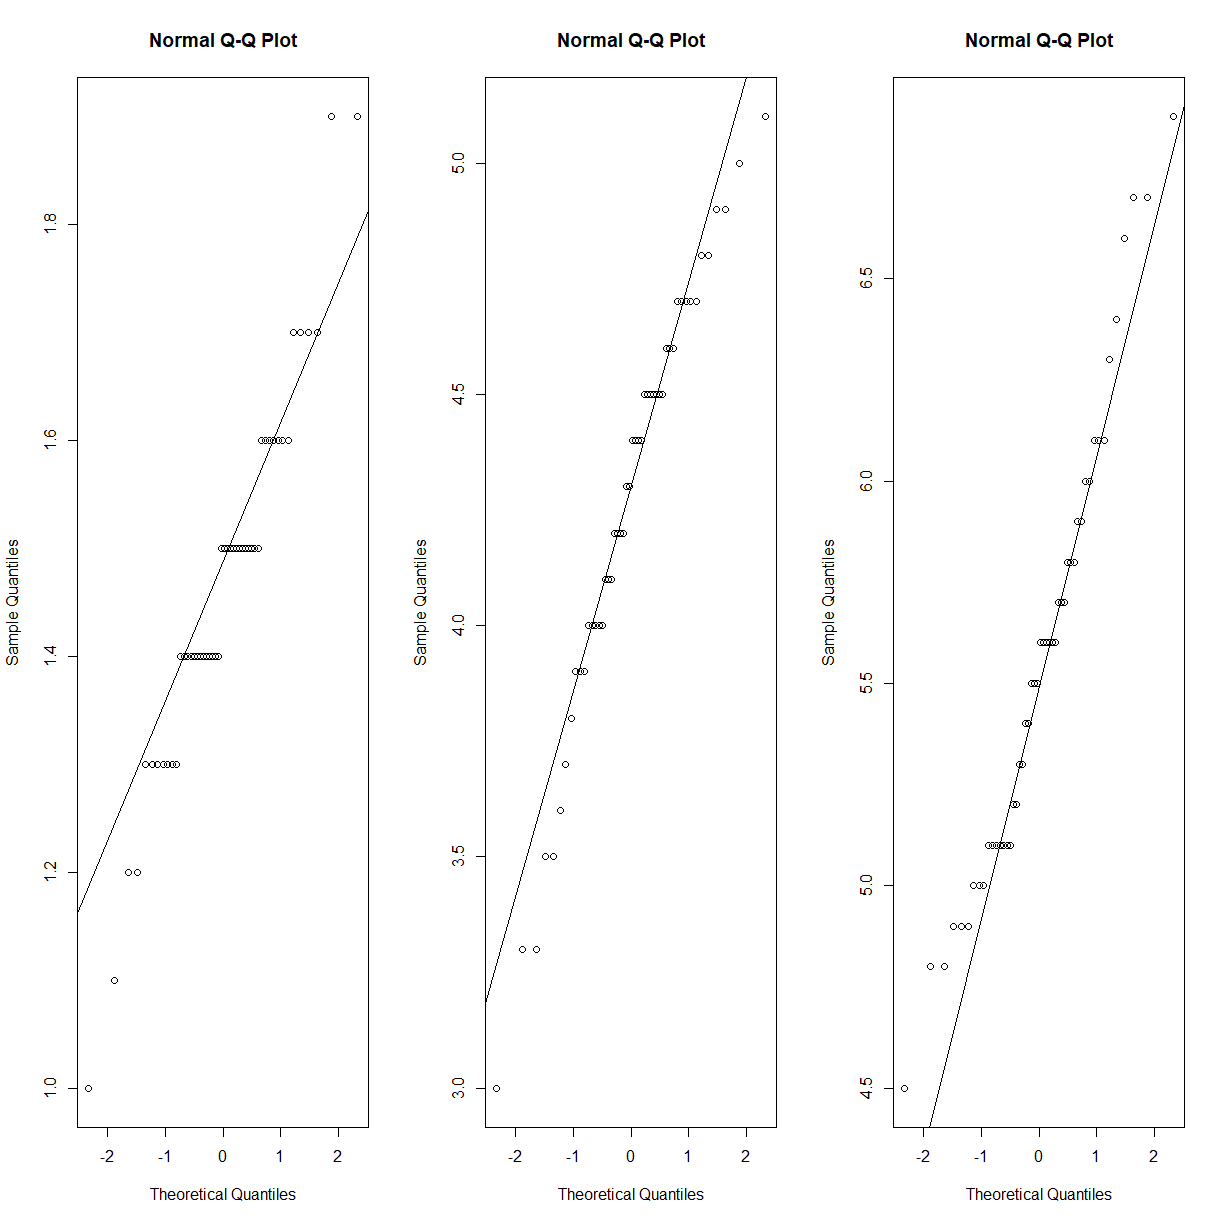 Normal Q-Q Plot
Sample Quantiles
1.0 1.2 1.4 1.6 1.8
-2 -1 0 1 2
Theoretical Quantiles
Normal Q-Q Plot
Sample Quantiles
3.0 3.5 4.0 4.5 5.0
-2 -1 0 1 2
Theoretical Quantiles
Normal Q-Q Plot
Sample Quantiles
4.5 5.0 5.5 6.0 6.5
-2 -1 0 1 2
Theoretical Quantiles